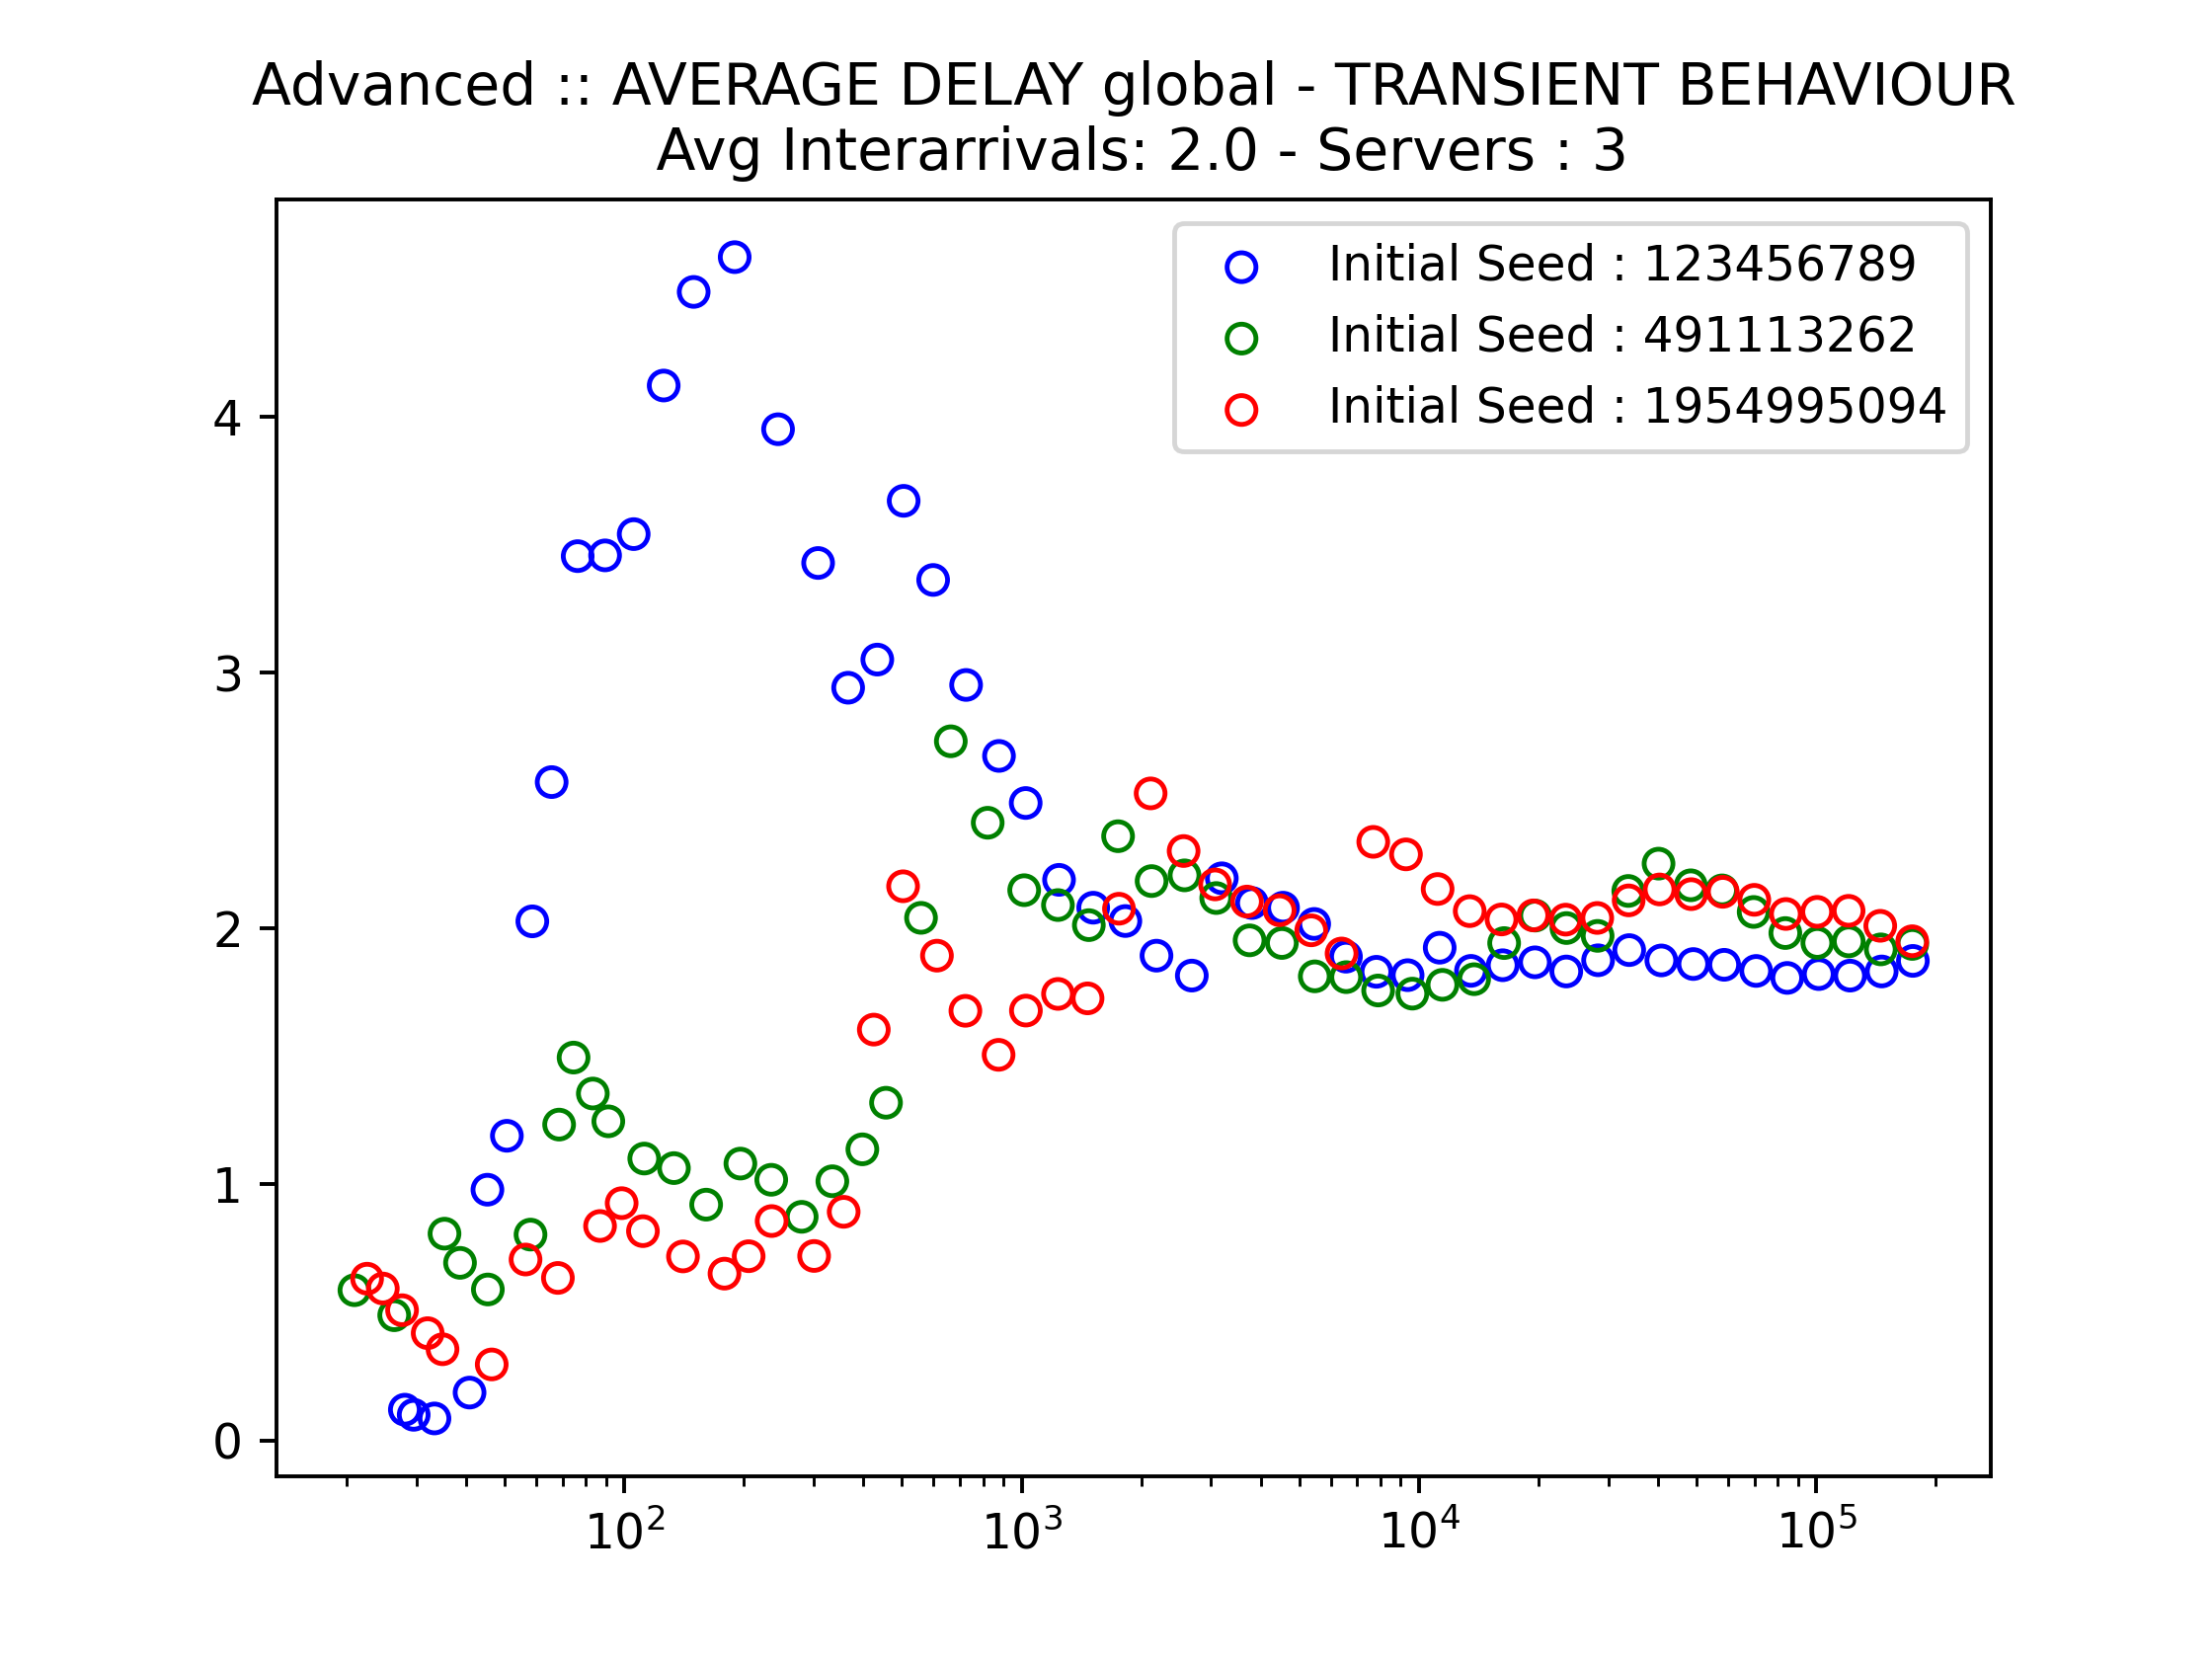 Advanced :: AVERAGE DELAY global - TRANSIENT BEHAVIOUR
Avg Interarrivals: 2.0 - Servers : 3
Initial Seed : 123456789
Initial Seed : 491113262
Initial Seed : 1954995094
4
3
2
1
0
10² 10³ 10⁴ 10⁵